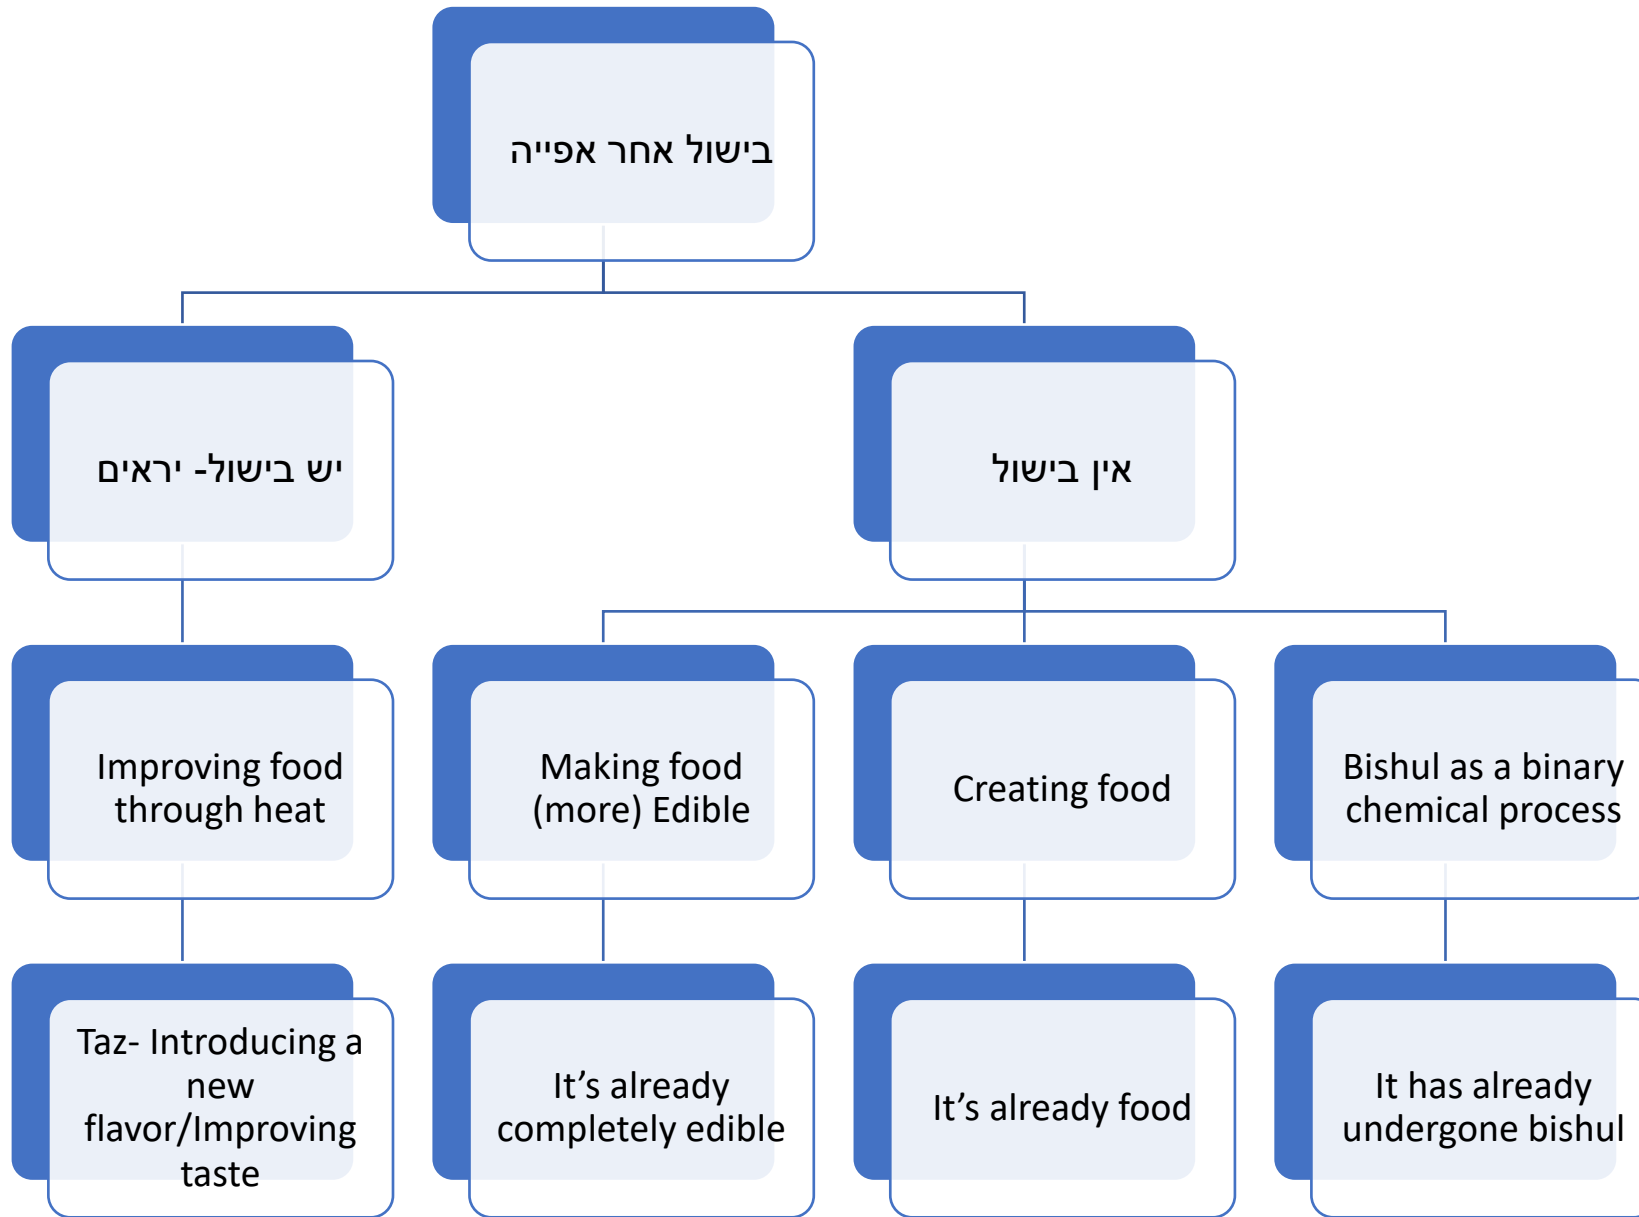 בישול אחר אפייה
יש בישול- יראים
אין בישול
Improving food
through heat
Making food
(more) Edible
Creating food
Bishul as a binary
chemical process
Taz- Introducing a
new
flavor/Improving
taste
It’s already
completely edible
It’s already food
It has already
undergone bishul